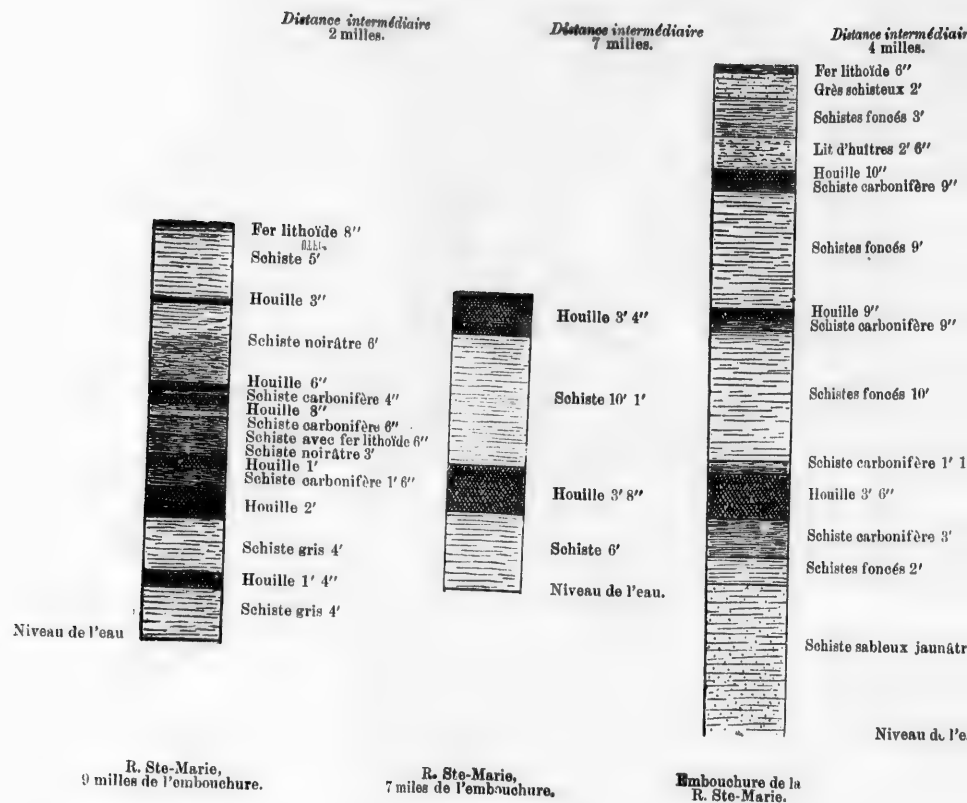 Distance intermédiaire
2 milles.
Distance intermédiaire
7 milles.
Distance intermédiair
4 milles.
Fer lithoïde 8"
Schiste 5'
Houille 3"
Schiste noirâtre 6'
Houille 6"
Schiste carbonifère 4"
Houille 8"
Schiste carbonifère 6"
Schiste avec fer lithoïde 6"
Schiste noirâtre 3'
Houille 1'
Schiste carbonifère 1' 6"
Houille 2'
Schiste gris 4'
Houille 1' 4"
Schiste gris 4'
Niveau de l'eau
R. Ste-Marie,
9 milles de l'embouchure.
Houille 3' 4"
Schiste 10' 1'
Houille 3' 8"
Schiste 6'
Niveau de l'eau.
R. Ste-Marie,
7 miles de l'embouchure.
Fer lithoïde 6"
Grès schisteux 2'
Schistes foncés 3'
Lit d'huîtres 2' 6"
Houille 10"
Schiste carbonifère 9"
Schistes foncés 9'
Houille 9"
Schiste carbonifère 9"
Schistes foncés 10'
Schiste carbonifère 1' 1
Houille 3' 6"
Schiste carbonifère 3'
Schistes foncés 2'
Schiste sableux jaunâtr
Niveau de l'e
Embouchure de la
R. Ste-Marie.